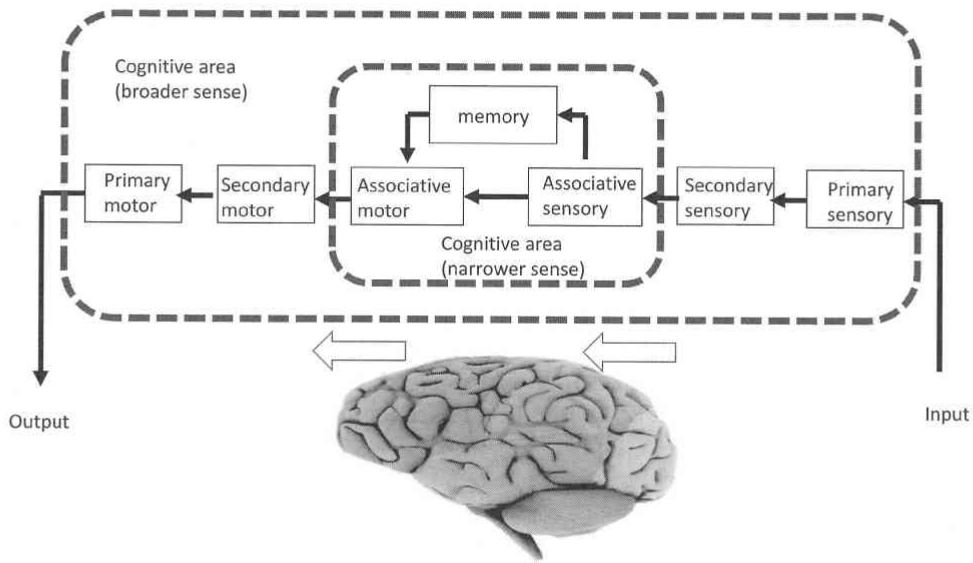 Cognitive area
(broader sense)
memory
Primary
motor
Secondary
motor
Associative
motor
Associative
sensory
Secondary
sensory
Primary
sensory
Cognitive area
(narrower sense)
Output
Input